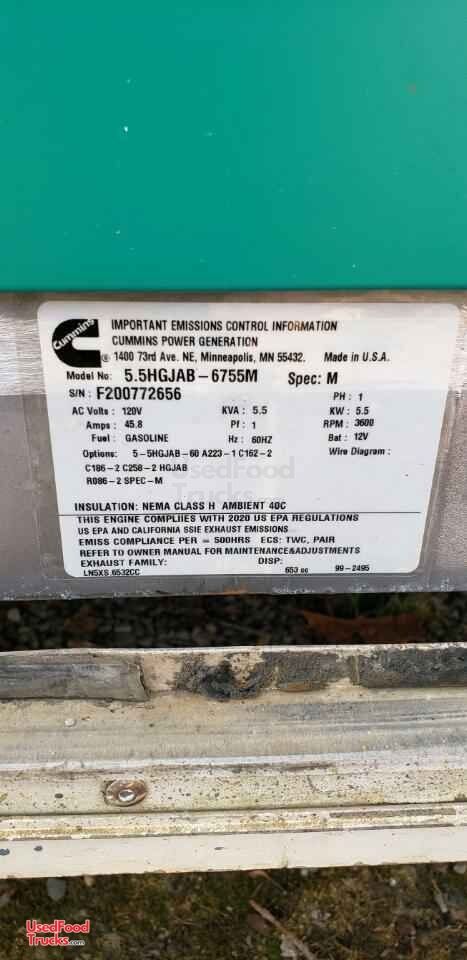 Cummins
IMPORTANT EMISSIONS CONTROL INFORMATION
CUMMINS POWER GENERATION
® 1400 73rd Ave. NE, Minneapolis, MN 55432. Made in U.S.A.
Model No: 5.5HGJAB-6755M Spec: M
S/N: F200772656 PH: 1
AC Volts: 120V KVA: 5.5 KW: 5.5
Amps: 45.8 Pf: 1 RPM: 3600
Fuel: GASOLINE Hz: 60HZ Bat: 12V
Options: 5-5HGJAB-60 A223-1 C162-2 Wire Diagram:
C186-2 C258-2 HGJAB
R086-2 SPEC-M
UsedFood
Trucks
INSULATION: NEMA CLASS H AMBIENT 40C
THIS ENGINE COMPLIES WITH 2020 US EPA REGULATIONS
US EPA AND CALIFORNIA SSIE EXHAUST EMISSIONS
EMISS COMPLIANCE PER = 500HRS ECS: TWC, PAIR
REFER TO OWNER MANUAL FOR MAINTENANCE&ADJUSTMENTS
EXHAUST FAMILY: DISP:
LN5XS.6532CC 653 cc 99-2495
UsedFood
Trucks.com